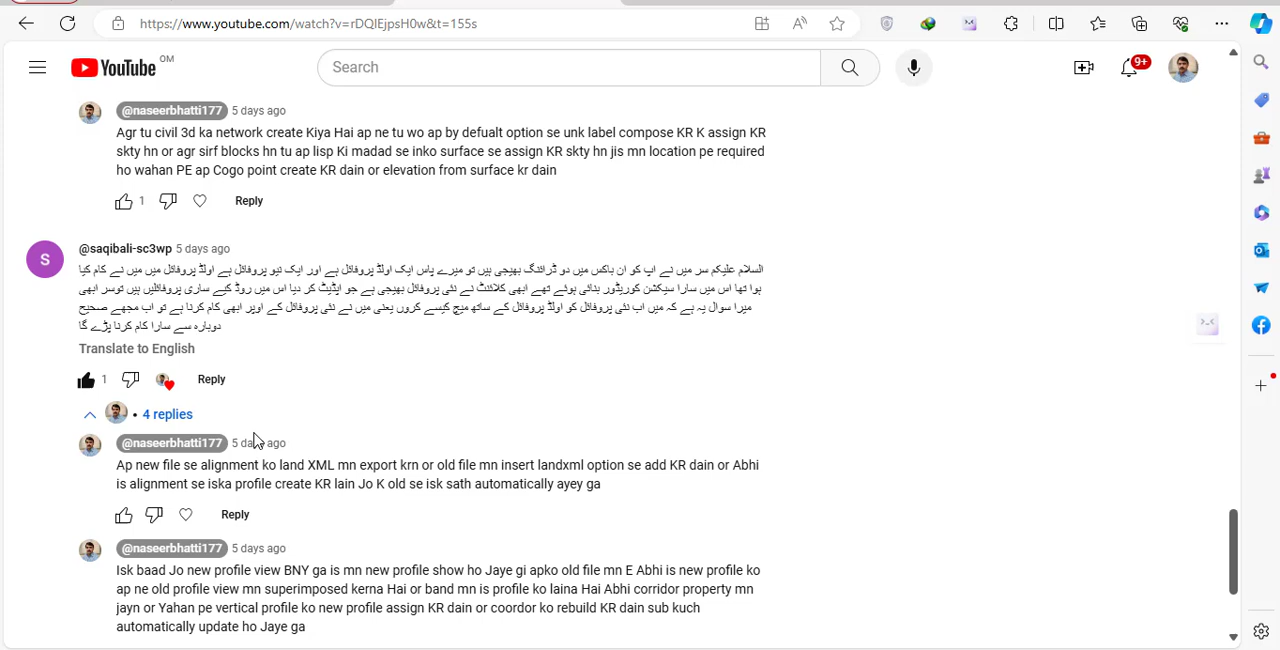 https://www.youtube.com/watch?v=rDQlEjpsH0w&t=155s
YouTube OM
Search
9+
@naseerbhatti177 5 days ago
Agr tu civil 3d ka network create Kiya Hai ap ne tu wo ap by defualt option se unk label compose KR K assign KR
skty hn or agr sirf blocks hn tu ap lisp Ki madad se inko surface se assign KR skty hn jis mn location pe required
ho wahan PE ap Cogo point create KR dain or elevation from surface kr dain
1 Reply
S
@saqibali-sc3wp 5 days ago
السلام علیکم سر میں نے اپ کو ان باکس میں دو ڈرائنگ بھیجی ہیں تو میرے پاس ایک اولڈ پروفائل ہے اور ایک نیو پروفائل ہے اولڈ پروفائل میں میں نے کام کیا
ہوا تھا اس میں سارا سیکشن کوریڈور بنائی ہوئے تھے ابھی کلائنٹ نے نئی پروفائل بھیجی ہے جو اپڈیٹ کر دیا اس میں روڈ کیے ساری پروفائلیں ہیں توسر ابھی
میرا سوال یہ ہے کہ میں اب نئی پروفائل کو اولڈ پروفائل کے ساتھ میچ کیسے کروں یعنی میں نے نئی پروفائل کے اوپر ابھی کام کرنا ہے تو اب مجھے صحیح
دوبارہ سے سارا کام کرنا پڑے گا
Translate to English
1 Reply
• 4 replies
@naseerbhatti177 5 days ago
Ap new file se alignment ko land XML mn export krn or old file mn insert landxml option se add KR dain or Abhi
is alignment se iska profile create KR lain Jo K old se isk sath automatically ayey ga
Reply
@naseerbhatti177 5 days ago
Isk baad Jo new profile view BNY ga is mn new profile show ho Jaye gi apko old file mn E Abhi is new profile ko
ap ne old profile view mn superimposed kerna Hai or band mn is profile ko laina Hai Abhi corridor property mn
jayn or Yahan pe vertical profile ko new profile assign KR dain or coordor ko rebuild KR dain sub kuch
automatically update ho Jaye ga